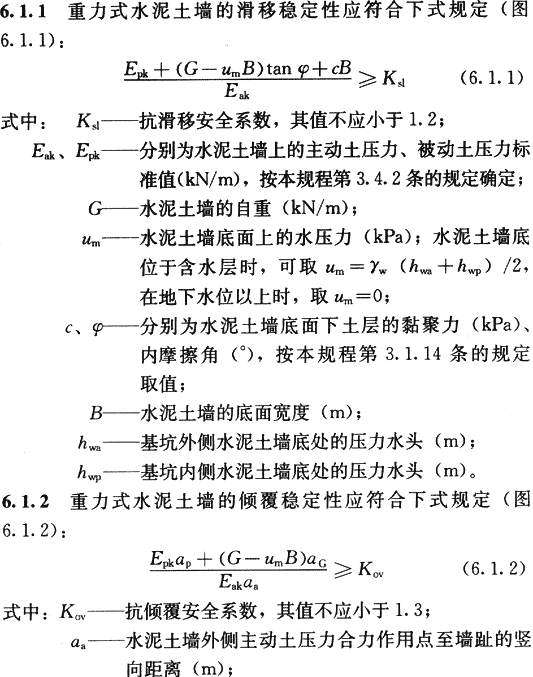 6.1.1 重力式水泥土墙的滑移稳定性应符合下式规定（图
6.1.1）：
\frac{E_{pk}+(G-u_{m}B)\tan φ+cB}{E_{ak}} ⩾ K_{sl} （6.1.1）
式中： K_{sl}——抗滑移安全系数，其值不应小于1.2；
E_{ak}、E_{pk}——分别为水泥土墙上的主动土压力、被动土压力标
准值(kN/m)，按本规程第3.4.2条的规定确定；
G——水泥土墙的自重（kN/m）；
u_{m}——水泥土墙底面上的水压力（kPa）；水泥土墙底
位于含水层时，可取 u_{m}＝γ_{w}（h_{wa}＋h_{wp}）/2，
在地下水位以上时，取 u_{m}=0；
c、φ——分别为水泥土墙底面下土层的黏聚力（kPa）、
内摩擦角（°），按本规程第 3.1.14 条的规定
取值；
B——水泥土墙的底面宽度（m）；
h_{wa}——基坑外侧水泥土墙底处的压力水头（m）；
h_{wp}——基坑内侧水泥土墙底处的压力水头（m）。
6.1.2 重力式水泥土墙的倾覆稳定性应符合下式规定（图
6.1.2）：
\frac{E_{pk}a_{p}+(G-u_{m}B)a_{G}}{E_{ak}a_{a}} ⩾ K_{ov} （6.1.2）
式中：K_{ov}——抗倾覆安全系数，其值不应小于1.3；
a_{a}——水泥土墙外侧主动土压力合力作用点至墙趾的竖
向距离（m）；